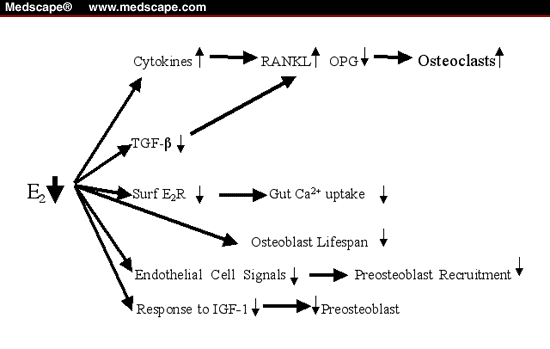 Medscape® www.medscape.com
Cytokines ↑ → RANKL ↑ OPG ↓ → Osteoclasts ↑
TGF-β ↓
E₂ ↓
Surf E₂R ↓ → Gut Ca²⁺ uptake ↓
Osteoblast Lifespan ↓
Endothelial Cell Signals ↓ → Preosteoblast Recruitment ↓
Response to IGF-1 ↓ → ↓ Preosteoblast